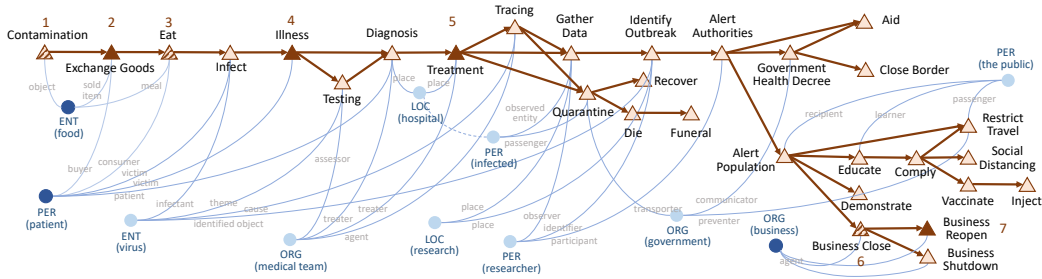 1
Contamination
2
Exchange Goods
3
Eat
Infect
4
Illness
Testing
Diagnosis
5
Treatment
Tracing
Gather
Data
Identify
Outbreak
Alert
Authorities
Government
Health Decree
Aid
Close Border
Quarantine
Recover
Die
Funeral
Alert
Population
Educate
Comply
Demonstrate
Restrict
Travel
Social
Distancing
Vaccinate
Inject
Business Close
6
Business
Reopen
7
Business
Shutdown
object
sold
item
meal
ENT
(food)
buyer
consumer
victim
victim
patient
PER
(patient)
infectant
theme
cause
identified object
ENT
(virus)
assessor
treater
treater
agent
ORG
(medical team)
place
place
LOC
(hospital)
observed
entity
passenger
PER
(infected)
place
place
LOC
(research)
observer
identifier
participant
PER
(researcher)
transporter
communicator
preventer
ORG
(government)
recipient
learner
passenger
PER
(the public)
ORG
(business)
agent